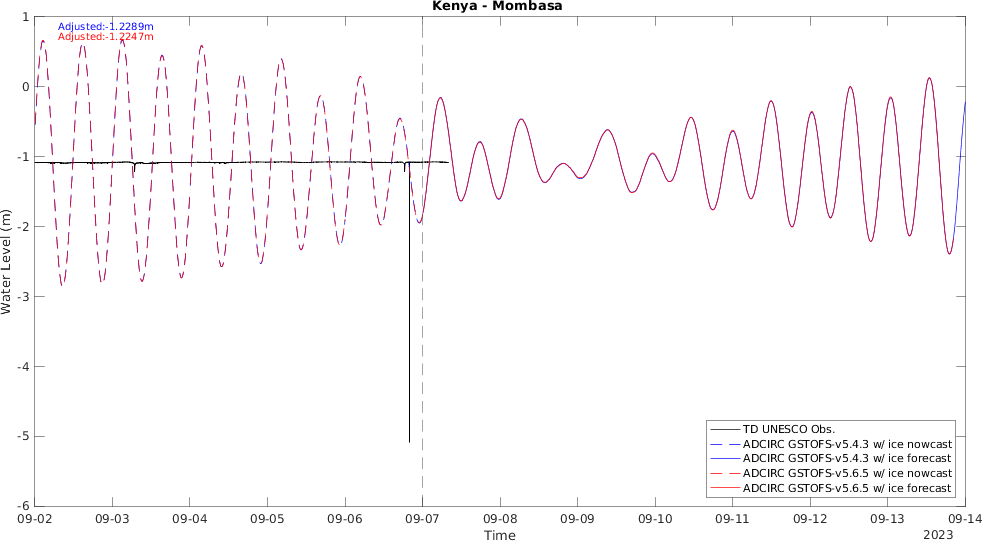 Kenya - Mombasa
Adjusted:-1.2289m
Adjusted:-1.2247m
1
0
-1
-2
-3
-4
-5
-6
Water Level (m)
TD UNESCO Obs.
ADCIRC GSTOFS-v5.4.3 w/ ice nowcast
ADCIRC GSTOFS-v5.4.3 w/ ice forecast
ADCIRC GSTOFS-v5.6.5 w/ ice nowcast
ADCIRC GSTOFS-v5.6.5 w/ ice forecast
09-02 09-03 09-04 09-05 09-06 09-07 09-08 09-09 09-10 09-11 09-12 09-13 09-14
Time
2023